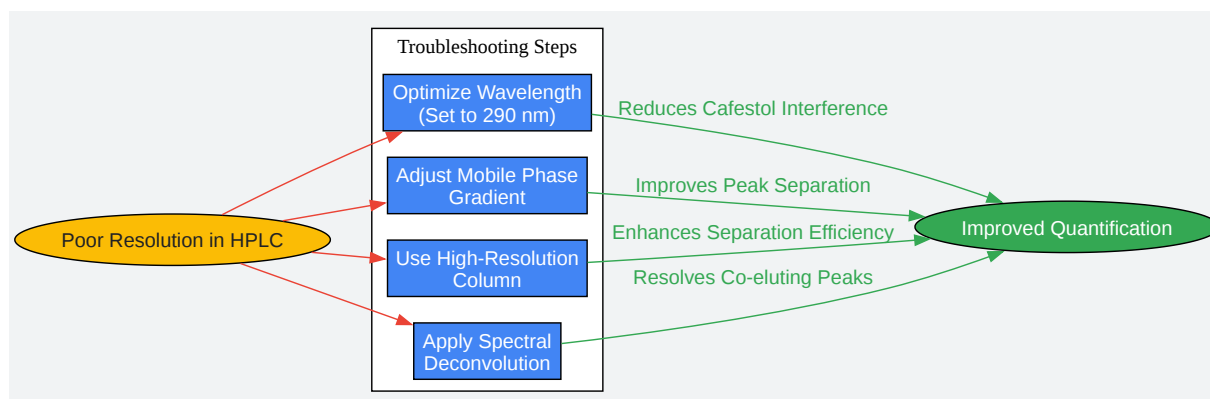 Troubleshooting Steps
Optimize Wavelength
(Set to 290 nm)
Reduces Cafestol Interference
Adjust Mobile Phase
Gradient
Improves Peak Separation
Poor Resolution in HPLC
Improved Quantification
Use High-Resolution
Column
Enhances Separation Efficiency
Apply Spectral
Deconvolution
Resolves Co-eluting Peaks